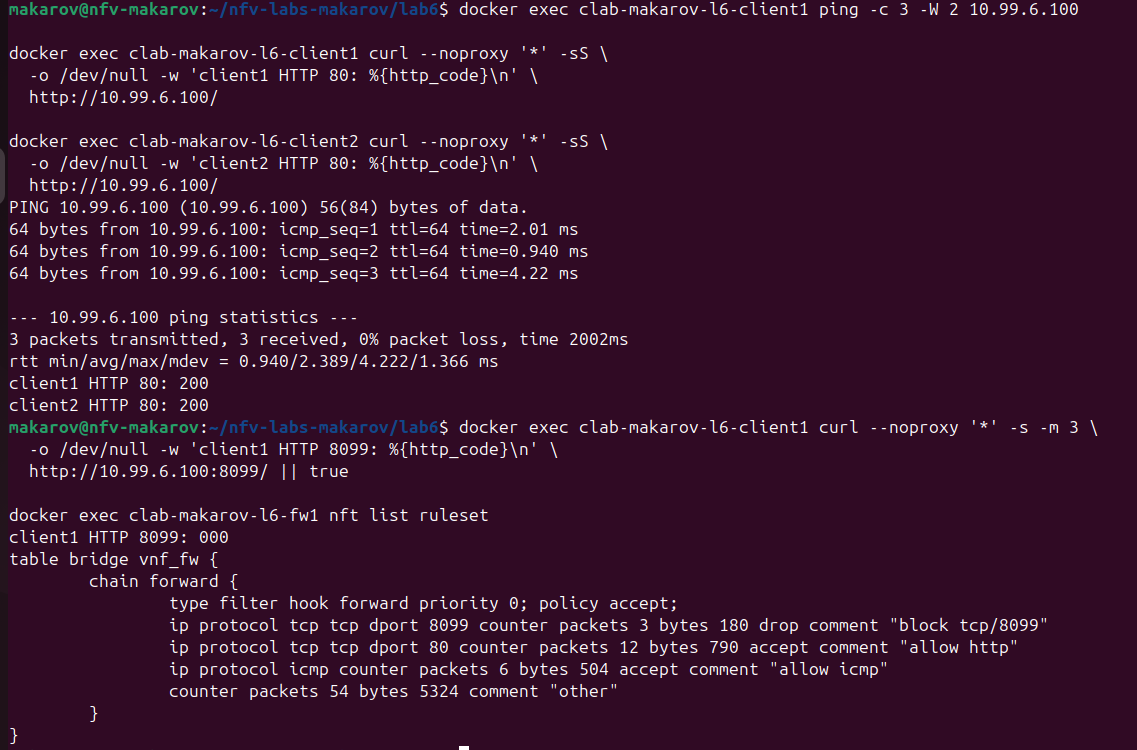 makarov@nfv-makarov:~/nfv-labs-makarov/lab6$ docker exec clab-makarov-l6-client1 ping -c 3 -W 2 10.99.6.100

docker exec clab-makarov-l6-client1 curl --noproxy '*' -sS \
  -o /dev/null -w 'client1 HTTP 80: %{http_code}\n' \
  http://10.99.6.100/

docker exec clab-makarov-l6-client2 curl --noproxy '*' -sS \
  -o /dev/null -w 'client2 HTTP 80: %{http_code}\n' \
  http://10.99.6.100/
PING 10.99.6.100 (10.99.6.100) 56(84) bytes of data.
64 bytes from 10.99.6.100: icmp_seq=1 ttl=64 time=2.01 ms
64 bytes from 10.99.6.100: icmp_seq=2 ttl=64 time=0.940 ms
64 bytes from 10.99.6.100: icmp_seq=3 ttl=64 time=4.22 ms

--- 10.99.6.100 ping statistics ---
3 packets transmitted, 3 received, 0% packet loss, time 2002ms
rtt min/avg/max/mdev = 0.940/2.389/4.222/1.366 ms
client1 HTTP 80: 200
client2 HTTP 80: 200
makarov@nfv-makarov:~/nfv-labs-makarov/lab6$ docker exec clab-makarov-l6-client1 curl --noproxy '*' -s -m 3 \
  -o /dev/null -w 'client1 HTTP 8099: %{http_code}\n' \
  http://10.99.6.100:8099/ || true

docker exec clab-makarov-l6-fw1 nft list ruleset
client1 HTTP 8099: 000
table bridge vnf_fw {
        chain forward {
                type filter hook forward priority 0; policy accept;
                ip protocol tcp tcp dport 8099 counter packets 3 bytes 180 drop comment "block tcp/8099"
                ip protocol tcp tcp dport 80 counter packets 12 bytes 790 accept comment "allow http"
                ip protocol icmp counter packets 6 bytes 504 accept comment "allow icmp"
                counter packets 54 bytes 5324 comment "other"
        }
}